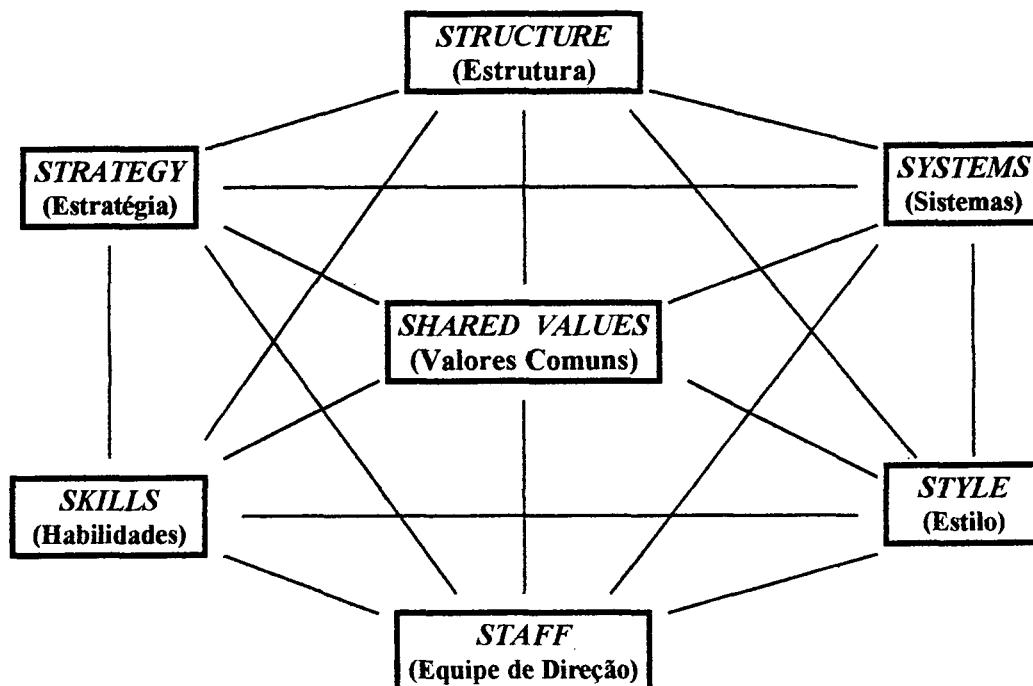 STRUCTURE
(Estrutura)
STRATEGY
(Estratégia)
SYSTEMS
(Sistemas)
SHARED VALUES
(Valores Comuns)
SKILLS
(Habilidades)
STYLE
(Estilo)
STAFF
(Equipe de Direção)